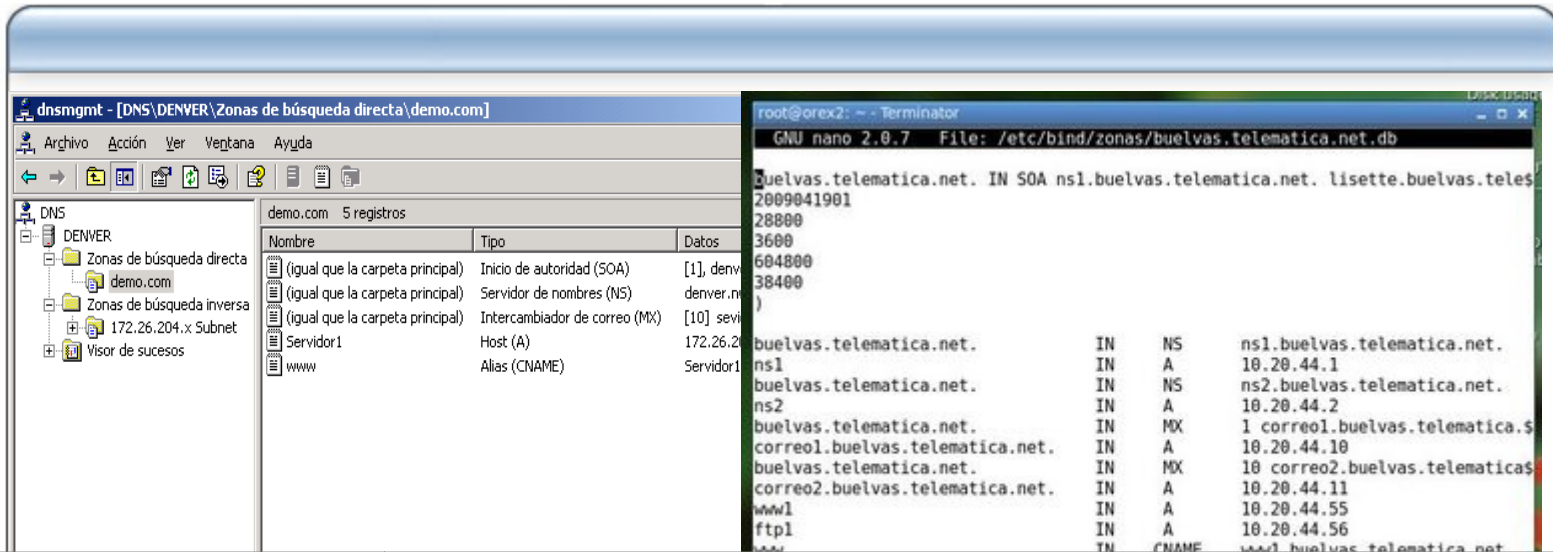 dnsmgmt - [DNS\DENVER\Zonas de búsqueda directa\demo.com]
Archivo Acción Ver Ventana Ayuda
DNS
DENVER
Zonas de búsqueda directa
demo.com
Zonas de búsqueda inversa
172.26.204.x Subnet
Visor de sucesos
demo.com 5 registros
Nombre Tipo Datos
(igual que la carpeta principal) Inicio de autoridad (SOA) [1], denv
(igual que la carpeta principal) Servidor de nombres (NS) denver.n
(igual que la carpeta principal) Intercambiador de correo (MX) [10] sevi
Servidor1 Host (A) 172.26.20
www Alias (CNAME) Servidor1
root@orex2: ~ - Terminator
GNU nano 2.0.7 File: /etc/bind/zonas/buelvas.telematica.net.db
buelvas.telematica.net. IN SOA ns1.buelvas.telematica.net. lisette.buelvas.tele$
2009041901
28800
3600
604800
38400
)
buelvas.telematica.net. IN NS ns1.buelvas.telematica.net.
ns1 IN A 10.20.44.1
buelvas.telematica.net. IN NS ns2.buelvas.telematica.net.
ns2 IN A 10.20.44.2
buelvas.telematica.net. IN MX 1 correo1.buelvas.telematica.$
correo1.buelvas.telematica.net. IN A 10.20.44.10
buelvas.telematica.net. IN MX 10 correo2.buelvas.telematica$
correo2.buelvas.telematica.net. IN A 10.20.44.11
www1 IN A 10.20.44.55
ftp1 IN A 10.20.44.56
www IN CNAME www1.buelvas.telematica.net